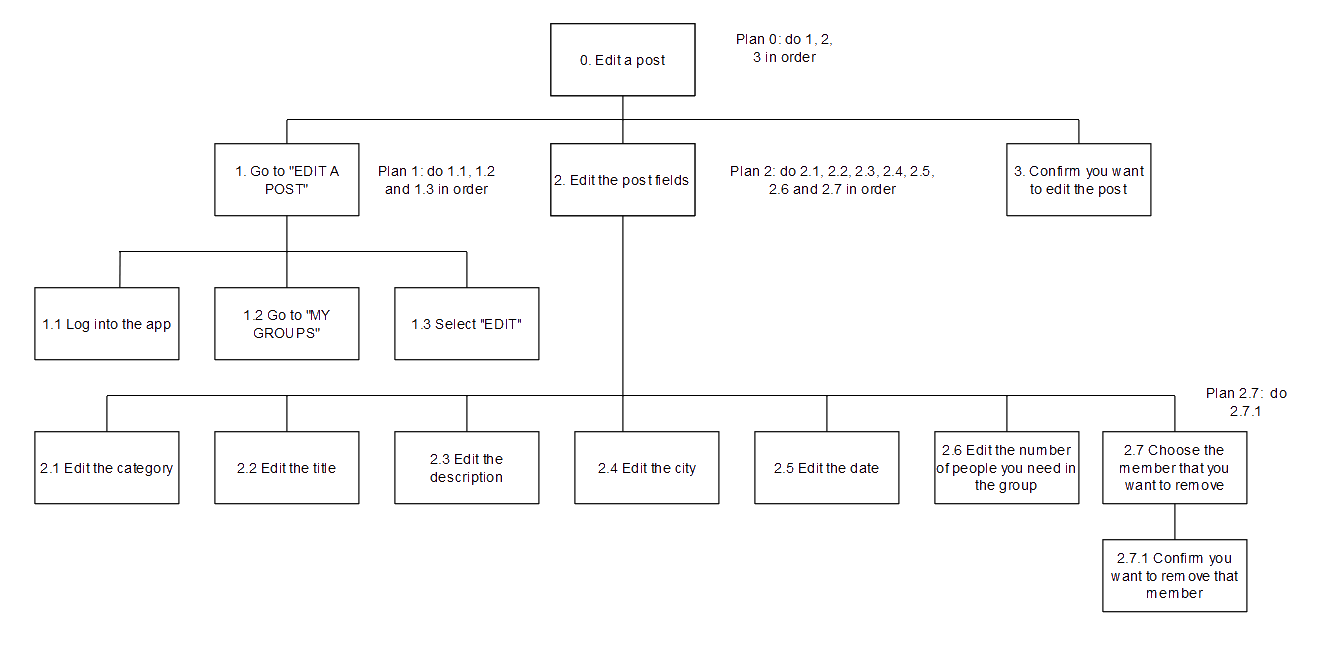 0. Edit a post
Plan 0: do 1, 2,
3 in order
1. Go to "EDIT A
POST"
Plan 1: do 1.1, 1.2
and 1.3 in order
2. Edit the post fields
Plan 2: do 2.1, 2.2, 2.3, 2.4, 2.5,
2.6 and 2.7 in order
3. Confirm you want
to edit the post
1.1 Log into the app
1.2 Go to "MY
GROUPS"
1.3 Select "EDIT"
Plan 2.7: do
2.7.1
2.1 Edit the category
2.2 Edit the title
2.3 Edit the
description
2.4 Edit the city
2.5 Edit the date
2.6 Edit the number
of people you need in
the group
2.7 Choose the
member that you
want to remove
2.7.1 Confirm you
want to remove that
member